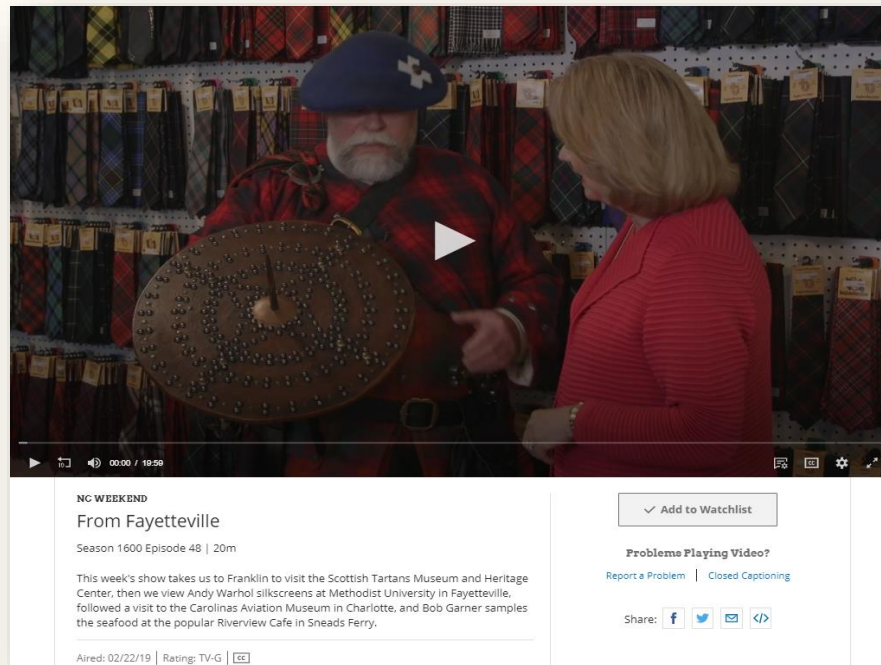 10
00:00 / 19:59
CC
NC WEEKEND
From Fayetteville
Season 1600 Episode 48 | 20m
This week's show takes us to Franklin to visit the Scottish Tartans Museum and Heritage
Center, then we view Andy Warhol silkscreens at Methodist University in Fayetteville,
followed a visit to the Carolinas Aviation Museum in Charlotte, and Bob Garner samples
the seafood at the popular Riverview Cafe in Sneads Ferry.
Aired: 02/22/19 | Rating: TV-G | CC
Add to Watchlist
Problems Playing Video?
Report a Problem | Closed Captioning
Share: